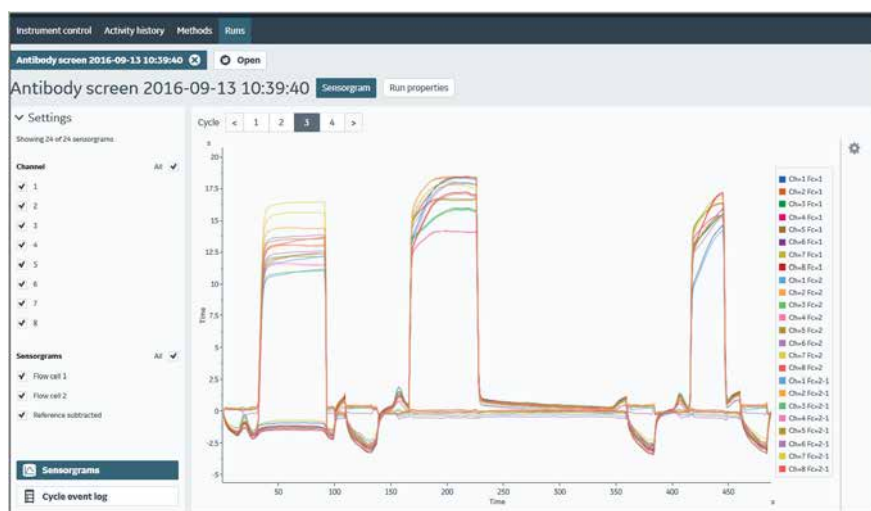 Instrument control Activity history Methods Runs
Antibody screen 2016-09-13 10:39:40 Open
Antibody screen 2016-09-13 10:39:40 Sensorgram Run properties
Settings
Showing 24 of 24 sensorgrams
Channel All
1
2
3
4
5
6
7
8
Sensorgrams All
Flow cell 1
Flow cell 2
Reference subtracted
Sensorgrams
Cycle event log
Cycle < 1 2 3 4 >
s
20
17.5
15
12.5
10
7.5
5
2.5
0
-2.5
-5
Time
50 100 150 200 250 300 350 400 450
Time
s
Ch=1 Fc=1
Ch=2 Fc=1
Ch=3 Fc=1
Ch=4 Fc=1
Ch=5 Fc=1
Ch=6 Fc=1
Ch=7 Fc=1
Ch=8 Fc=1
Ch=1 Fc=2
Ch=2 Fc=2
Ch=3 Fc=2
Ch=4 Fc=2
Ch=5 Fc=2
Ch=6 Fc=2
Ch=7 Fc=2
Ch=8 Fc=2
Ch=1 Fc=2-1
Ch=2 Fc=2-1
Ch=3 Fc=2-1
Ch=4 Fc=2-1
Ch=5 Fc=2-1
Ch=6 Fc=2-1
Ch=7 Fc=2-1
Ch=8 Fc=2-1